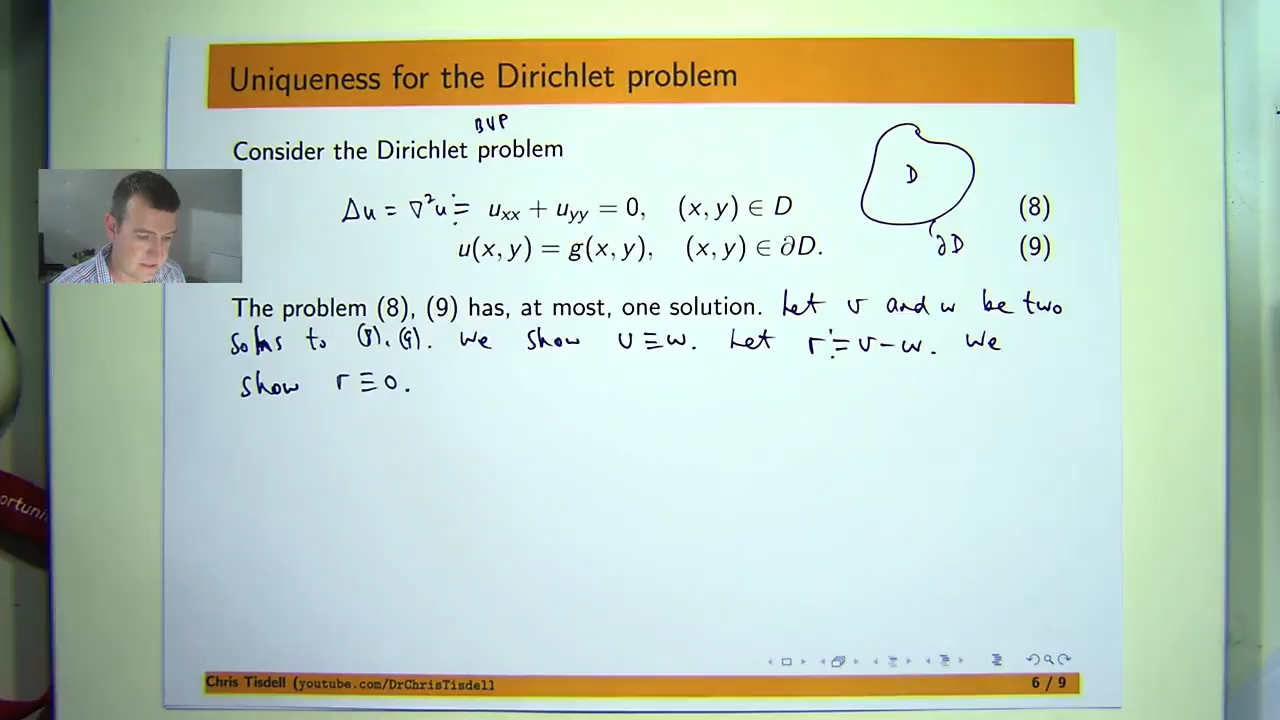 Uniqueness for the Dirichlet problem
BVP
Consider the Dirichlet problem
Δu = ∇²u := u_xx + u_yy = 0, (x, y) ∈ D (8)
u(x, y) = g(x, y), (x, y) ∈ ∂D. (9)
D
∂D
The problem (8), (9) has, at most, one solution. Let v and w be two
solns to (8), (9). We show v ≡ w. Let r := v − w. We
show r ≡ 0.
Chris Tisdell (youtube.com/DrChrisTisdell
6 / 9
ortuni